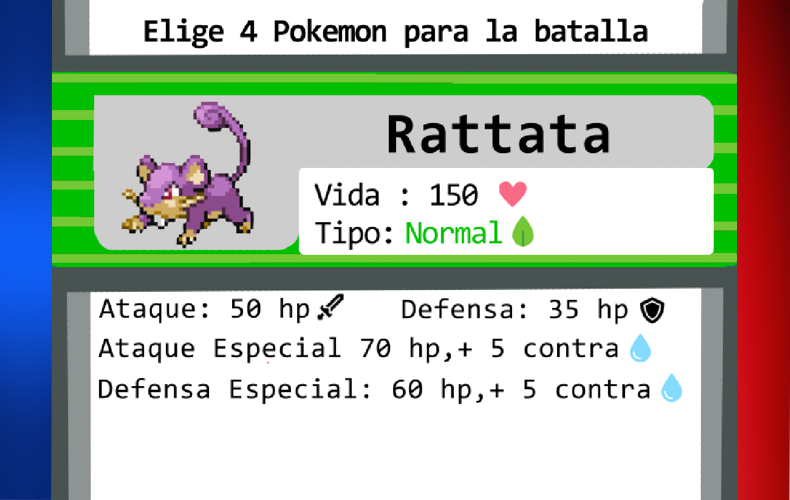 Elige 4 Pokemon para la batalla
Rattata
Vida : 150
Tipo: Normal
Ataque: 50 hp Defensa: 35 hp
Ataque Especial 70 hp,+ 5 contra
Defensa Especial: 60 hp,+ 5 contra